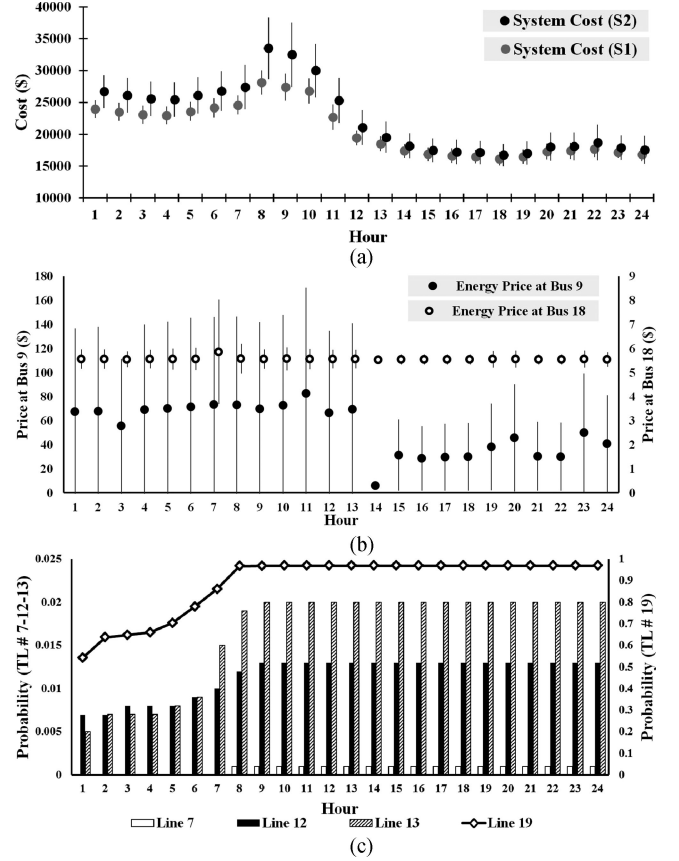 40000
35000
30000
25000
20000
15000
10000
Cost ($)
System Cost (S2)
System Cost (S1)
1 2 3 4 5 6 7 8 9 10 11 12 13 14 15 16 17 18 19 20 21 22 23 24
Hour
(a)
180
160
140
120
100
80
60
40
20
0
Price at Bus 9 ($)
Energy Price at Bus 9
Energy Price at Bus 18
9
8
7
6
5
4
3
2
1
0
Price at Bus 18 ($)
1 2 3 4 5 6 7 8 9 10 11 12 13 14 15 16 17 18 19 20 21 22 23 24
Hour
(b)
0.025
0.02
0.015
0.01
0.005
0
Probability (TL # 7-12-13)
1
0.9
0.8
0.7
0.6
0.5
0.4
0.3
0.2
0.1
0
Probability (TL # 19)
1 2 3 4 5 6 7 8 9 10 11 12 13 14 15 16 17 18 19 20 21 22 23 24
Hour
Line 7 Line 12 Line 13 Line 19
(c)